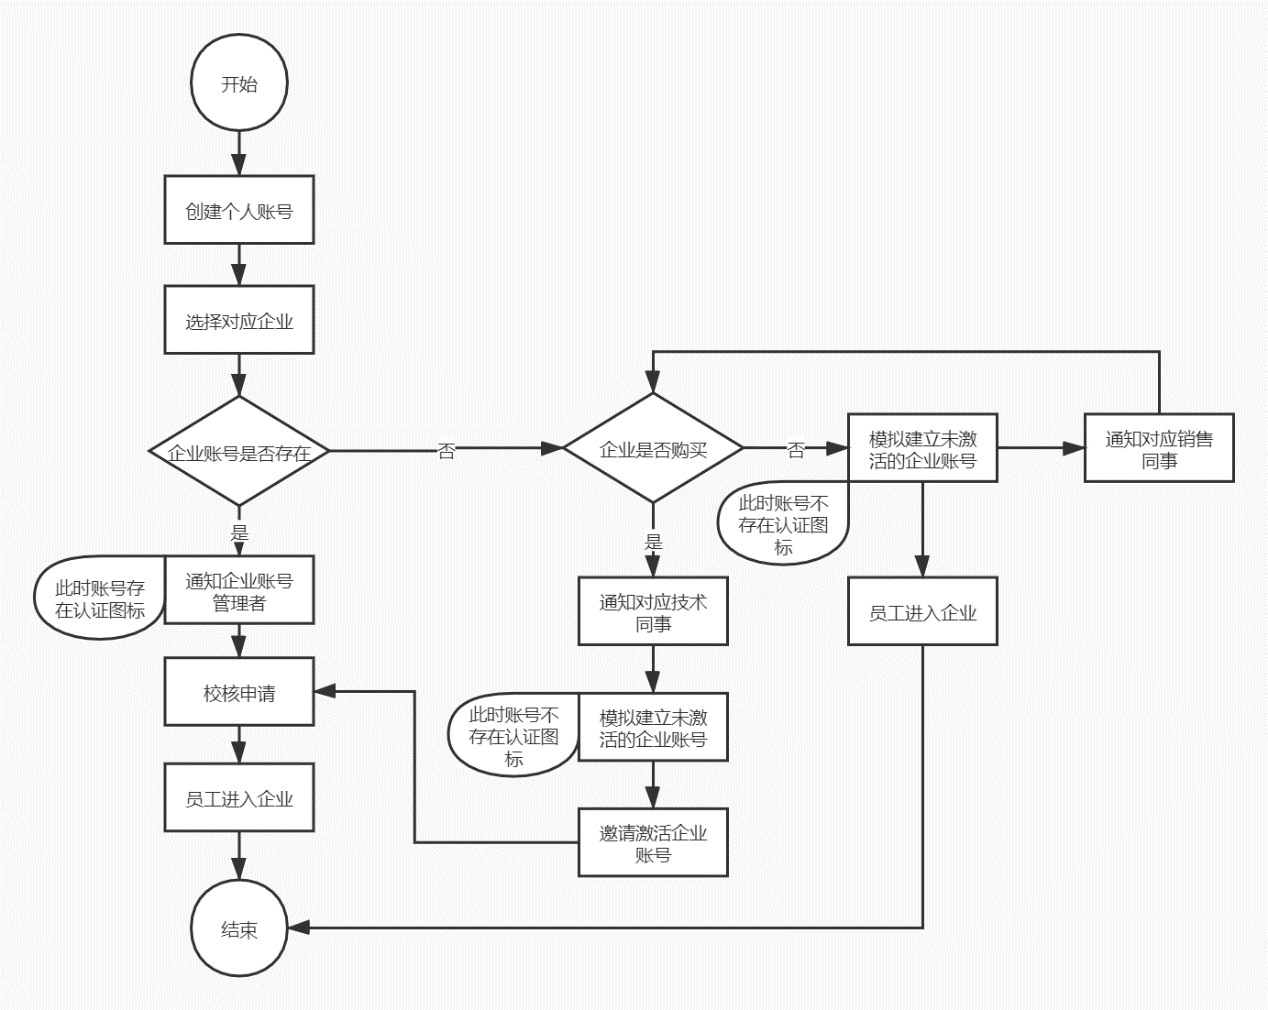 开始
创建个人账号
选择对应企业
企业账号是否存在
否
企业是否购买
否
模拟建立未激
活的企业账号
通知对应销售
同事
此时账号不
存在认证图
标
是
是
此时账号存
在认证图标
通知企业账号
管理者
通知对应技术
同事
员工进入企业
校核申请
此时账号不
存在认证图
标
模拟建立未激
活的企业账号
员工进入企业
邀请激活企业
账号
结束